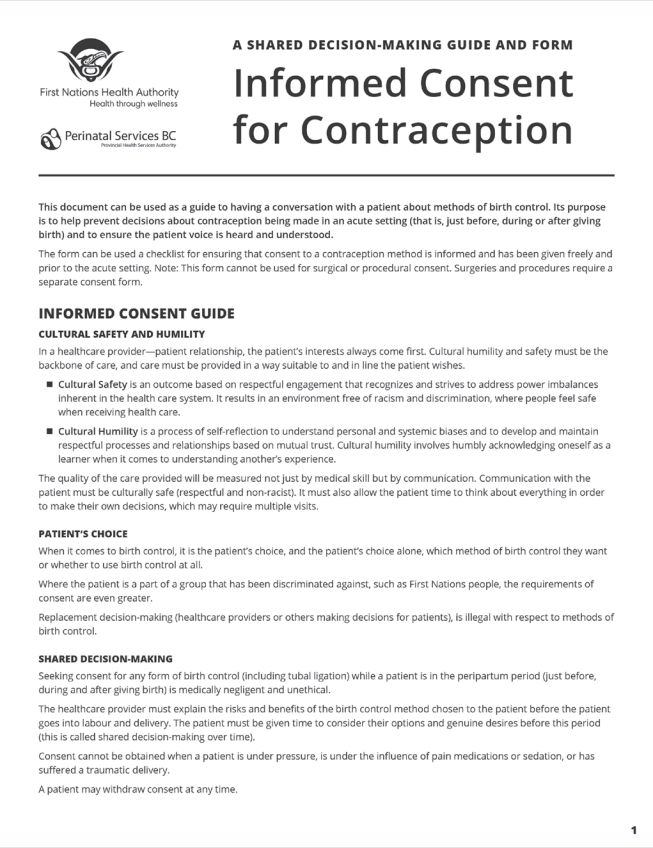 First Nations Health Authority
Health through wellness
Perinatal Services BC
Provincial Health Services Authority
A SHARED DECISION-MAKING GUIDE AND FORM
Informed Consent
for Contraception
This document can be used as a guide to having a conversation with a patient about methods of birth control. Its purpose
is to help prevent decisions about contraception being made in an acute setting (that is, just before, during or after giving
birth) and to ensure the patient voice is heard and understood.
The form can be used a checklist for ensuring that consent to a contraception method is informed and has been given freely and
prior to the acute setting. Note: This form cannot be used for surgical or procedural consent. Surgeries and procedures require a
separate consent form.
INFORMED CONSENT GUIDE
CULTURAL SAFETY AND HUMILITY
In a healthcare provider—patient relationship, the patient's interests always come first. Cultural humility and safety must be the
backbone of care, and care must be provided in a way suitable to and in line the patient wishes.
■ Cultural Safety is an outcome based on respectful engagement that recognizes and strives to address power imbalances
inherent in the health care system. It results in an environment free of racism and discrimination, where people feel safe
when receiving health care.
■ Cultural Humility is a process of self-reflection to understand personal and systemic biases and to develop and maintain
respectful processes and relationships based on mutual trust. Cultural humility involves humbly acknowledging oneself as a
learner when it comes to understanding another's experience.
The quality of the care provided will be measured not just by medical skill but by communication. Communication with the
patient must be culturally safe (respectful and non-racist). It must also allow the patient time to think about everything in order
to make their own decisions, which may require multiple visits.
PATIENT'S CHOICE
When it comes to birth control, it is the patient's choice, and the patient's choice alone, which method of birth control they want
or whether to use birth control at all.
Where the patient is a part of a group that has been discriminated against, such as First Nations people, the requirements of
consent are even greater.
Replacement decision-making (healthcare providers or others making decisions for patients), is illegal with respect to methods of
birth control.
SHARED DECISION-MAKING
Seeking consent for any form of birth control (including tubal ligation) while a patient is in the peripartum period (just before,
during and after giving birth) is medically negligent and unethical.
The healthcare provider must explain the risks and benefits of the birth control method chosen to the patient before the patient
goes into labour and delivery. The patient must be given time to consider their options and genuine desires before this period
(this is called shared decision-making over time).
Consent cannot be obtained when a patient is under pressure, is under the influence of pain medications or sedation, or has
suffered a traumatic delivery.
A patient may withdraw consent at any time.
1